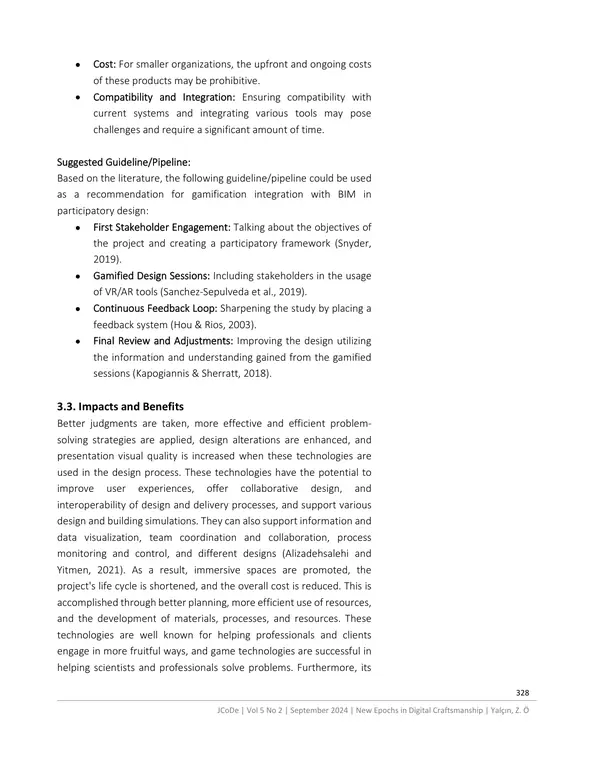 • Cost: For smaller organizations, the upfront and ongoing costs
of these products may be prohibitive.
• Compatibility and Integration: Ensuring compatibility with
current systems and integrating various tools may pose
challenges and require a significant amount of time.
Suggested Guideline/Pipeline:
Based on the literature, the following guideline/pipeline could be used
as a recommendation for gamification integration with BIM in
participatory design:
• First Stakeholder Engagement: Talking about the objectives of
the project and creating a participatory framework (Snyder,
2019).
• Gamified Design Sessions: Including stakeholders in the usage
of VR/AR tools (Sanchez-Sepulveda et al., 2019).
• Continuous Feedback Loop: Sharpening the study by placing a
feedback system (Hou & Rios, 2003).
• Final Review and Adjustments: Improving the design utilizing
the information and understanding gained from the gamified
sessions (Kapogiannis & Sherratt, 2018).
3.3. Impacts and Benefits
Better judgments are taken, more effective and efficient problem-
solving strategies are applied, design alterations are enhanced, and
presentation visual quality is increased when these technologies are
used in the design process. These technologies have the potential to
improve user experiences, offer collaborative design, and
interoperability of design and delivery processes, and support various
design and building simulations. They can also support information and
data visualization, team coordination and collaboration, process
monitoring and control, and different designs (Alizadehsalehi and
Yitmen, 2021). As a result, immersive spaces are promoted, the
project's life cycle is shortened, and the overall cost is reduced. This is
accomplished through better planning, more efficient use of resources,
and the development of materials, processes, and resources. These
technologies are well known for helping professionals and clients
engage in more fruitful ways, and game technologies are successful in
helping scientists and professionals solve problems. Furthermore, its
328
JCoDe | Vol 5 No 2 | September 2024 | New Epochs in Digital Craftsmanship | Yalçın, Z. Ö